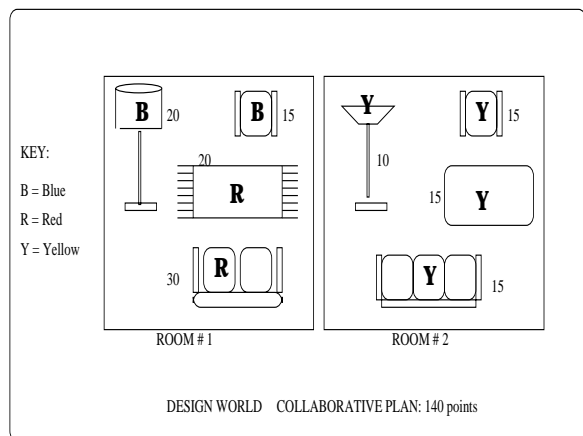 B 20
B 15
Y
Y 15
10
KEY:
B = Blue
R = Red
Y = Yellow
20
R
15 Y
30 R
Y 15
ROOM # 1 ROOM # 2
DESIGN WORLD COLLABORATIVE PLAN: 140 points